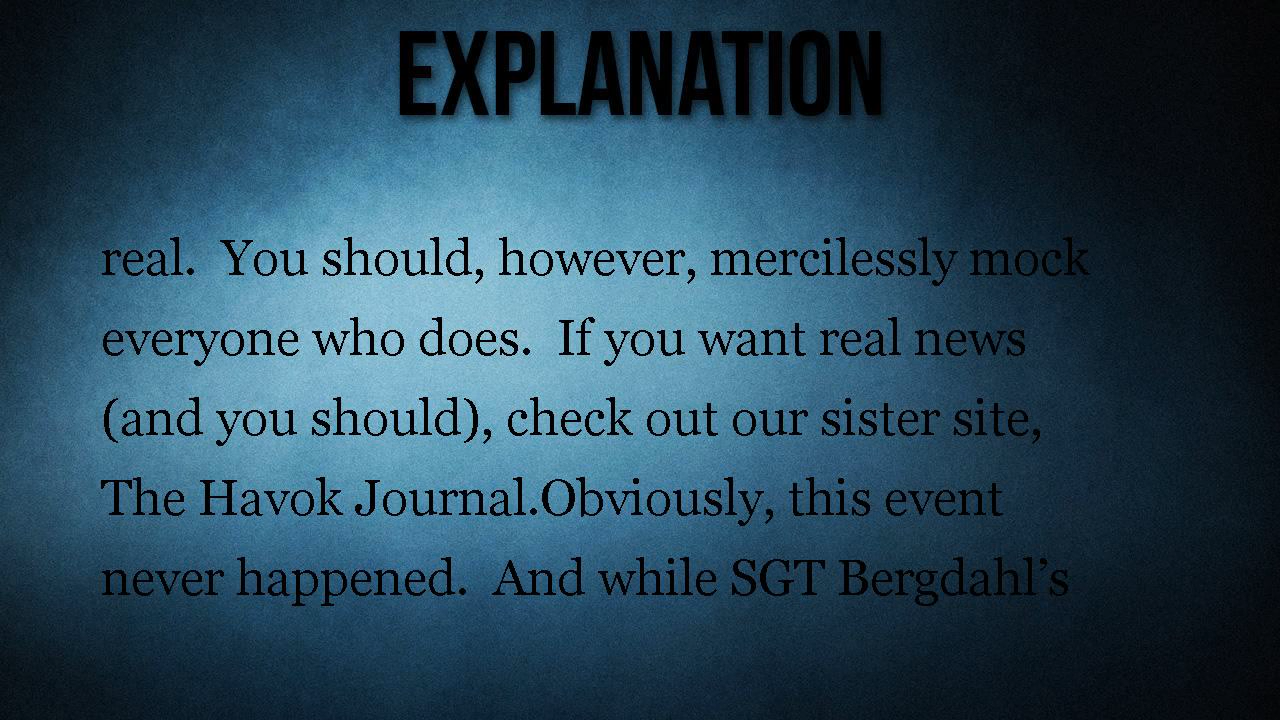 EXPLANATION
real.  You should, however, mercilessly mock
everyone who does.  If you want real news
(and you should), check out our sister site,
The Havok Journal.Obviously, this event
never happened.  And while SGT Bergdahl’s